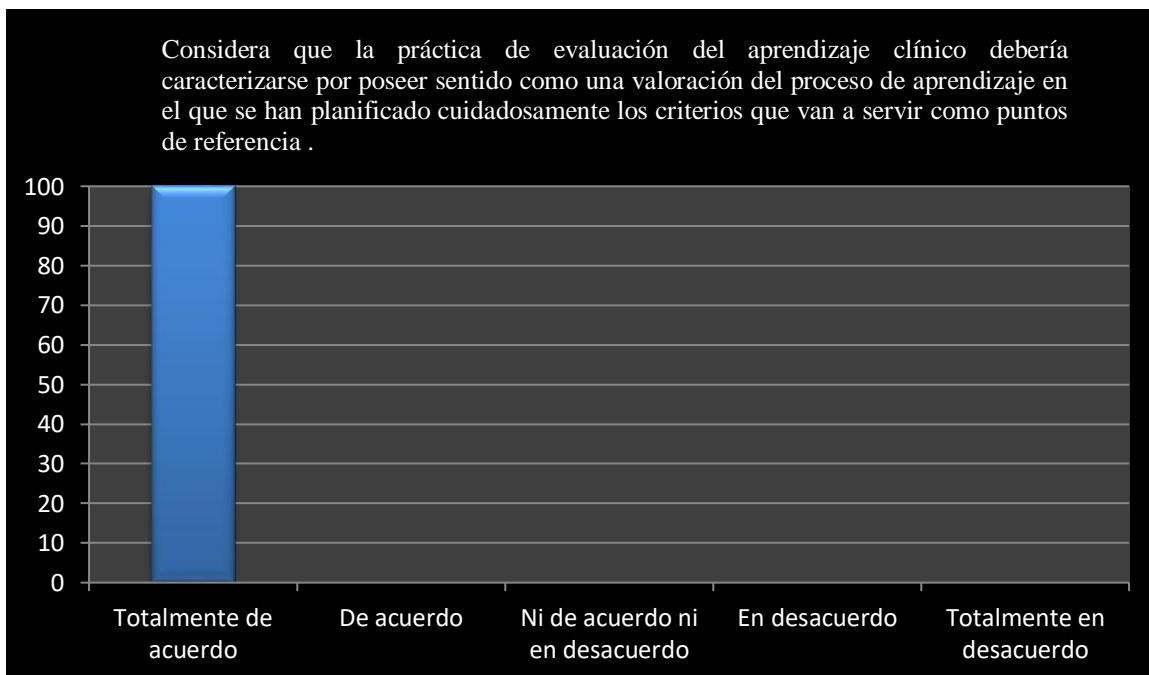 Considera que la práctica de evaluación del aprendizaje clínico debería
caracterizarse por poseer sentido como una valoración del proceso de aprendizaje en
el que se han planificado cuidadosamente los criterios que van a servir como puntos
de referencia .
100
90
80
70
60
50
40
30
20
10
0
Totalmente de
acuerdo
De acuerdo
Ni de acuerdo ni
en desacuerdo
En desacuerdo
Totalmente en
desacuerdo